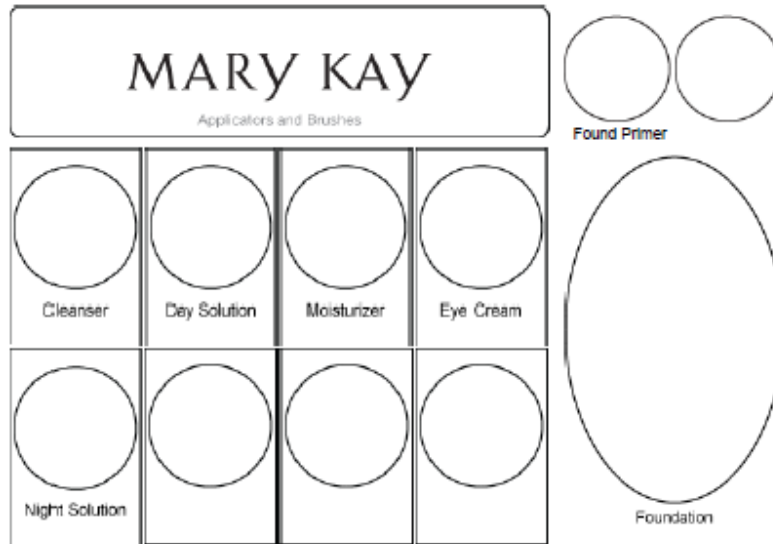 MARY KAY
Applicators and Brushes
Found Primer
Cleanser
Day Solution
Moisturizer
Eye Cream
Night Solution
Foundation